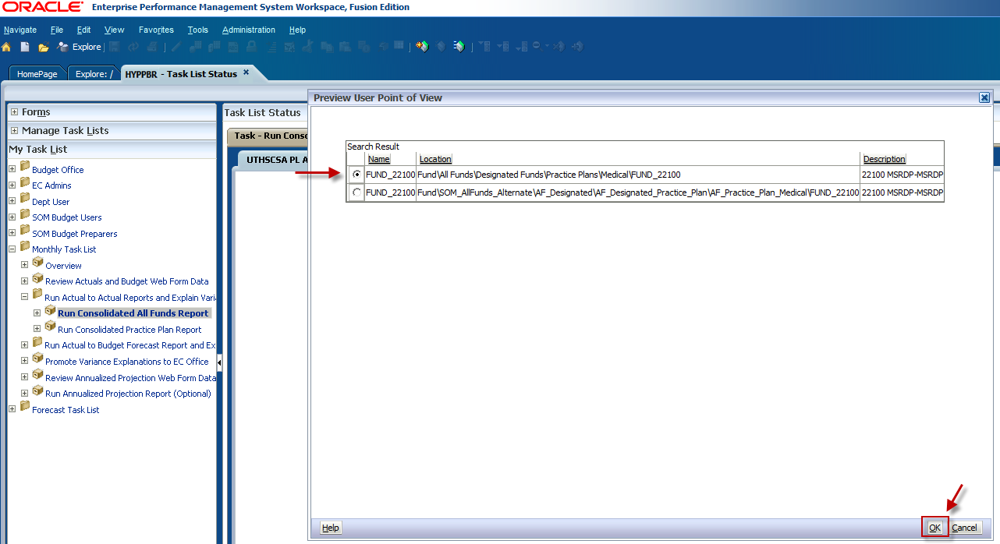 ORACLE® Enterprise Performance Management System Workspace, Fusion Edition
Navigate File Edit View Favorites Tools Administration Help
Explore
HomePage Explore: / HYPPBR - Task List Status
Forms
Manage Task Lists
My Task List
Budget Office
EC Admins
Dept User
SOM Budget Users
SOM Budget Preparers
Monthly Task List
Overview
Review Actuals and Budget Web Form Data
Run Actual to Actual Reports and Explain Vari
Run Consolidated All Funds Report
Run Consolidated Practice Plan Report
Run Actual to Budget Forecast Report and Ex
Promote Variance Explanations to EC Office
Review Annualized Projection Web Form Data
Run Annualized Projection Report (Optional)
Forecast Task List
Task List Status
Task - Run Conso
UTHSCSA PL A
Preview User Point of View
Search Result
Name Location Description
FUND_22100 Fund\All Funds\Designated Funds\Practice Plans\Medical\FUND_22100 22100 MSRDP-MSRDP
FUND_22100 Fund\SOM_AllFunds_Alternate\AF_Designated\AF_Designated_Practice_Plan\AF_Practice_Plan_Medical\FUND_22100 22100 MSRDP-MSRDP
Help OK Cancel